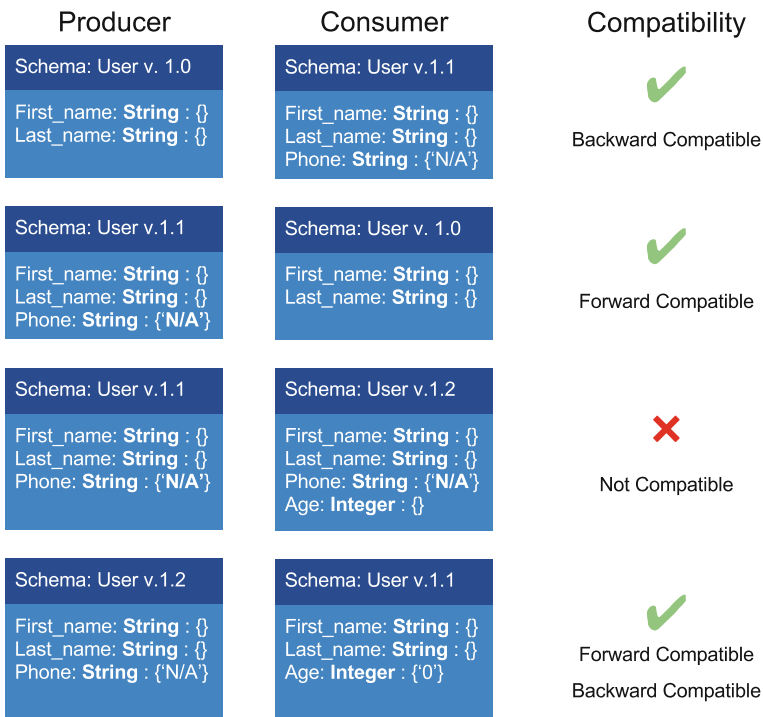 Producer
Consumer
Compatibility
Schema: User v. 1.0
First_name: String : {}
Last_name: String : {}
Schema: User v.1.1
First_name: String : {}
Last_name: String : {}
Phone: String : {‘N/A’}
Backward Compatible
Schema: User v.1.1
First_name: String : {}
Last_name: String : {}
Phone: String : {‘N/A’}
Schema: User v. 1.0
First_name: String : {}
Last_name: String : {}
Forward Compatible
Schema: User v.1.1
First_name: String : {}
Last_name: String : {}
Phone: String : {‘N/A’}
Schema: User v.1.2
First_name: String : {}
Last_name: String : {}
Phone: String : {‘N/A’}
Age: Integer : {}
Not Compatible
Schema: User v.1.2
First_name: String : {}
Last_name: String : {}
Phone: String : {‘N/A’}
Schema: User v.1.1
First_name: String : {}
Last_name: String : {}
Age: Integer : {‘0’}
Forward Compatible
Backward Compatible